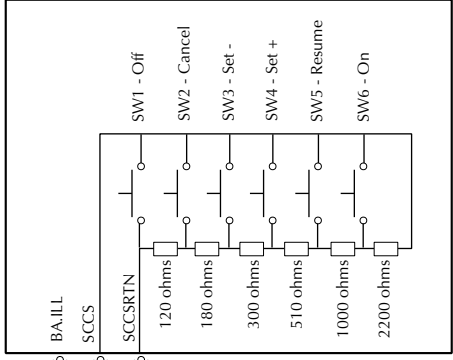 SW1 - Off
SW2 - Cancel
SW3 - Set -
SW4 - Set +
SW5 - Resume
SW6 - On
BA.ILL
SCCS
SCCSRTN
120 ohms
180 ohms
300 ohms
510 ohms
1000 ohms
2200 ohms